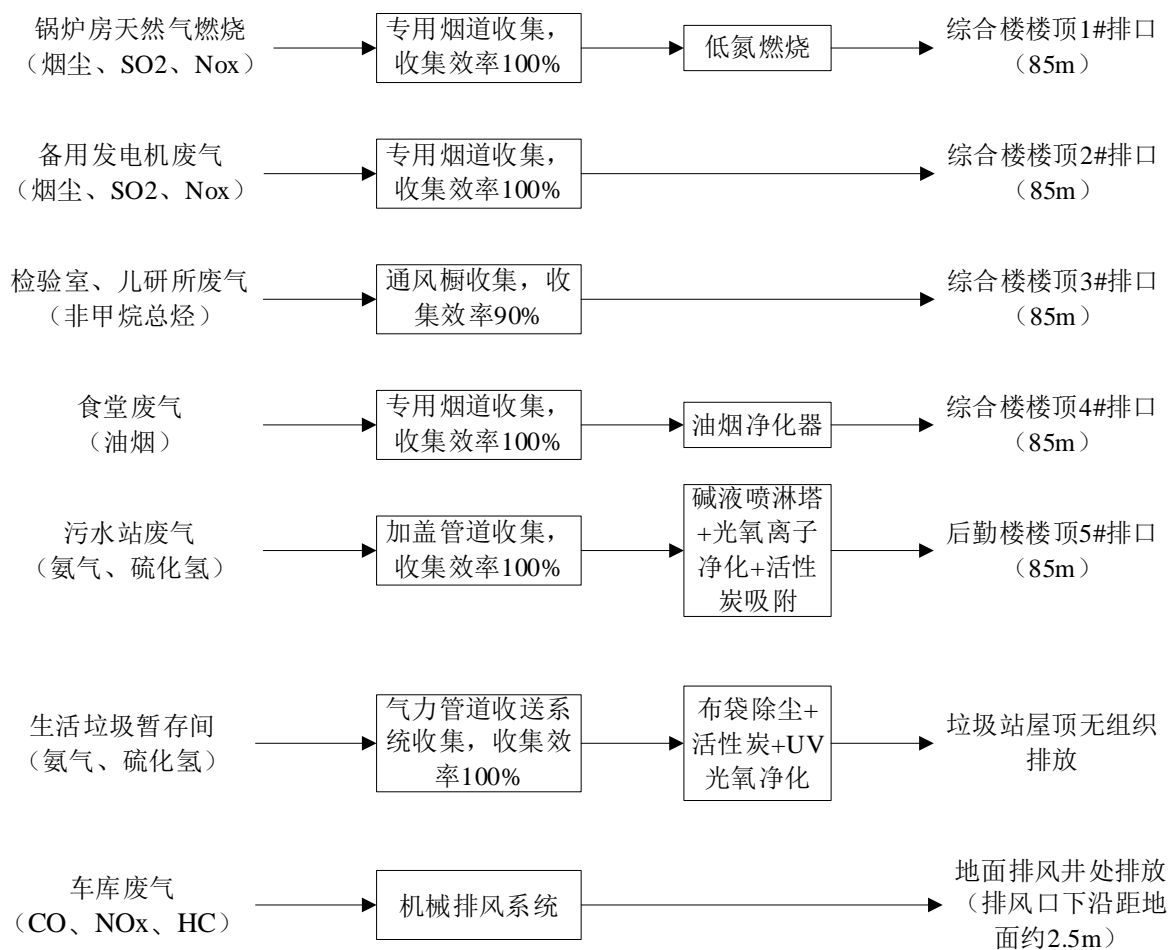 锅炉房天然气燃烧
（烟尘、SO2、Nox）
专用烟道收集，
收集效率100%
低氮燃烧
综合楼楼顶1#排口
（85m）
备用发电机废气
（烟尘、SO2、Nox）
专用烟道收集，
收集效率100%
综合楼楼顶2#排口
（85m）
检验室、儿研所废气
（非甲烷总烃）
通风橱收集，收
集效率90%
综合楼楼顶3#排口
（85m）
食堂废气
（油烟）
专用烟道收集，
收集效率100%
油烟净化器
综合楼楼顶4#排口
（85m）
污水站废气
（氨气、硫化氢）
加盖管道收集，
收集效率100%
碱液喷淋塔
+光氧离子
净化+活性
炭吸附
后勤楼楼顶5#排口
（85m）
生活垃圾暂存间
（氨气、硫化氢）
气力管道收送系
统收集，收集效
率100%
布袋除尘+
活性炭+UV
光氧净化
垃圾站屋顶无组织
排放
车库废气
（CO、NOx、HC）
机械排风系统
地面排风井处排放
（排风口下沿距地
面约2.5m）